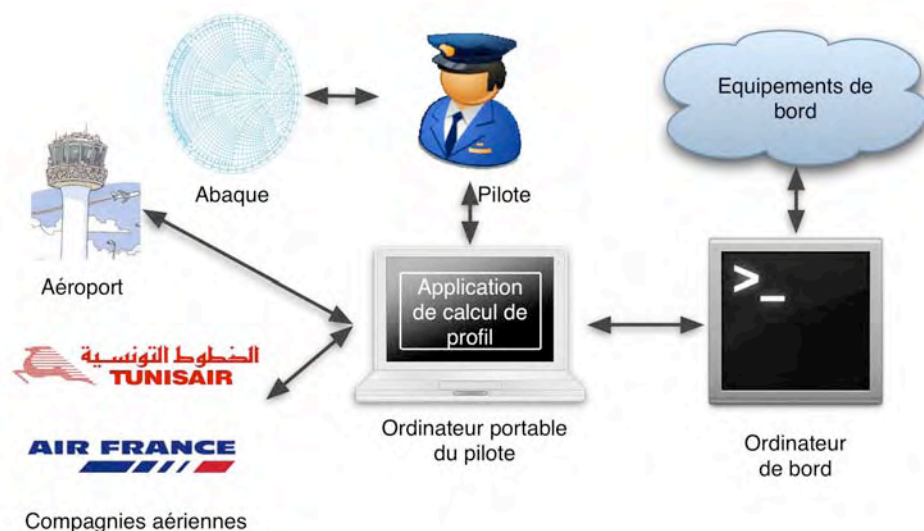 Equipements de
bord
Abaque
Pilote
Aéroport
Application
de calcul de
profil
>_
الخطوط التونسية
TUNISAIR
AIR FRANCE
Ordinateur portable
du pilote
Ordinateur
de bord
Compagnies aériennes